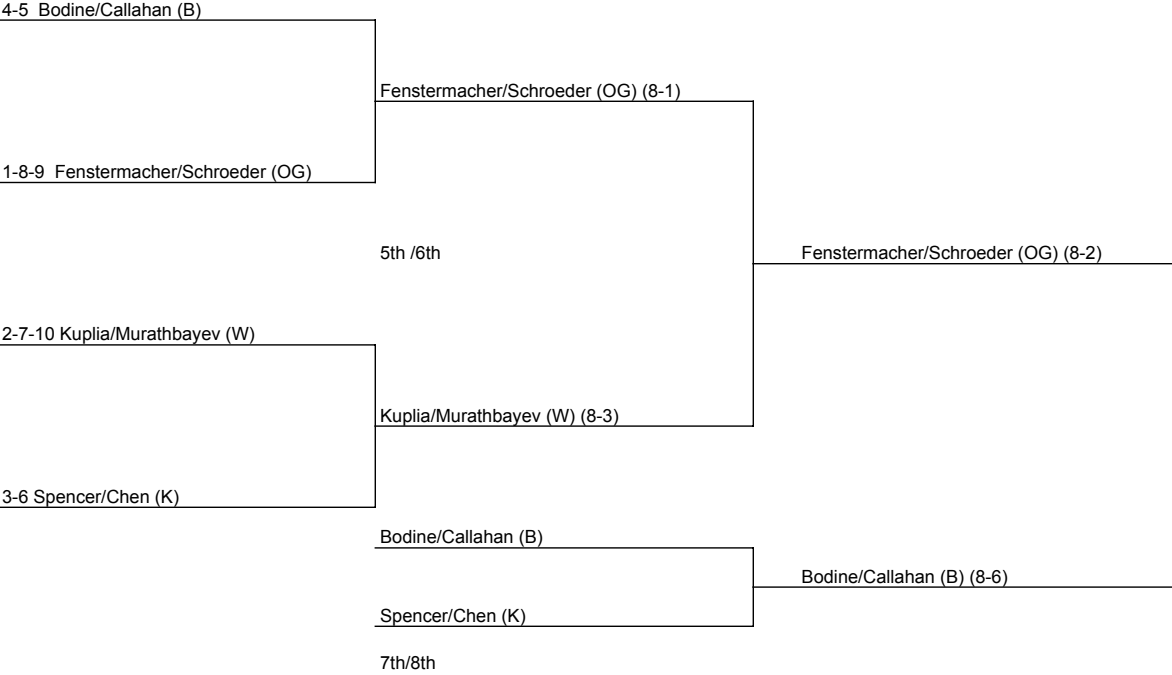 4-5  Bodine/Callahan (B)
Fenstermacher/Schroeder (OG) (8-1)
1-8-9  Fenstermacher/Schroeder (OG)
5th /6th
Fenstermacher/Schroeder (OG) (8-2)
2-7-10 Kuplia/Murathbayev (W)
Kuplia/Murathbayev (W) (8-3)
3-6 Spencer/Chen (K)
Bodine/Callahan (B)
Bodine/Callahan (B) (8-6)
Spencer/Chen (K)
7th/8th